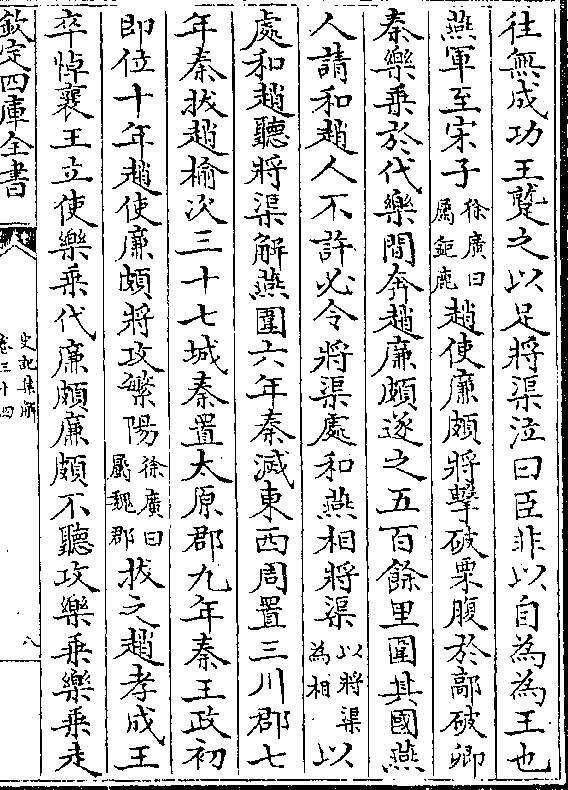 往無成功王蹵之以足將渠泣曰臣非以自為為王也
燕軍至宋子徐廣曰屬鉅鹿趙使廉頗將擊破栗腹於鄗破卿
秦樂乘於代樂間奔趙廉頗遂之五百餘里圍其國燕
人請和趙人不許必令將渠處和燕相將渠以將渠為相以
處和趙聽將渠解燕圍六年秦滅東西周置三川郡七
年秦拔趙榆次三十七城秦置太原郡九年秦王政初
即位十年趙使廉頗將攻繁陽徐廣曰屬魏郡拔之趙孝成王
卒悼襄王立使樂乘代廉頗廉頗不聽攻樂乘樂乘走
欽定四庫全書
史記集解
卷三十四
八